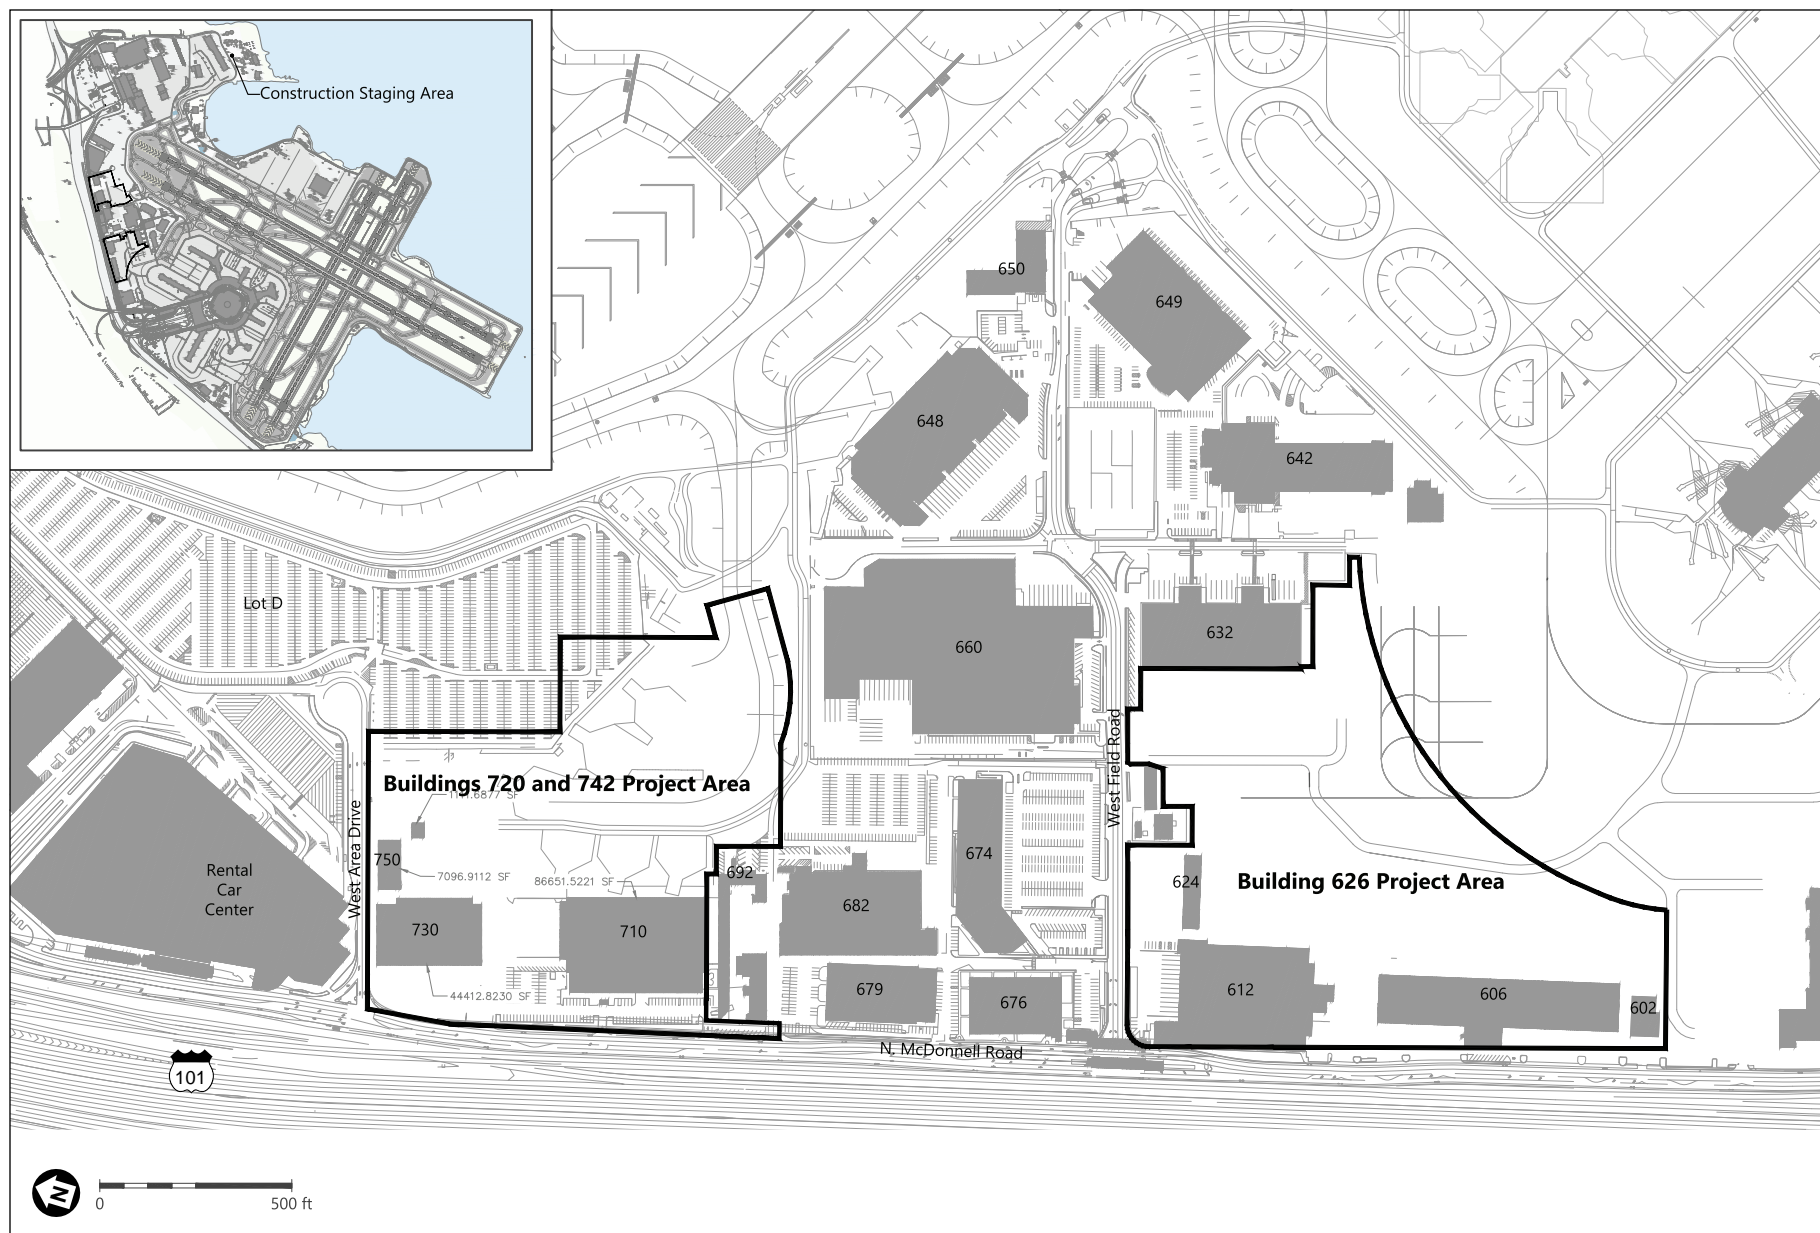 Construction Staging Area
650
649
648
642
Lot D
660
632
West Field Road
Buildings 720 and 742 Project Area
West Area Drive
750
7096.9112 SF
86651.5221 SF
692
674
624
Building 626 Project Area
Rental
Car
Center
730
710
682
44412.8230 SF
679
676
612
606
602
N. McDonnell Road
101
N
0
500 ft